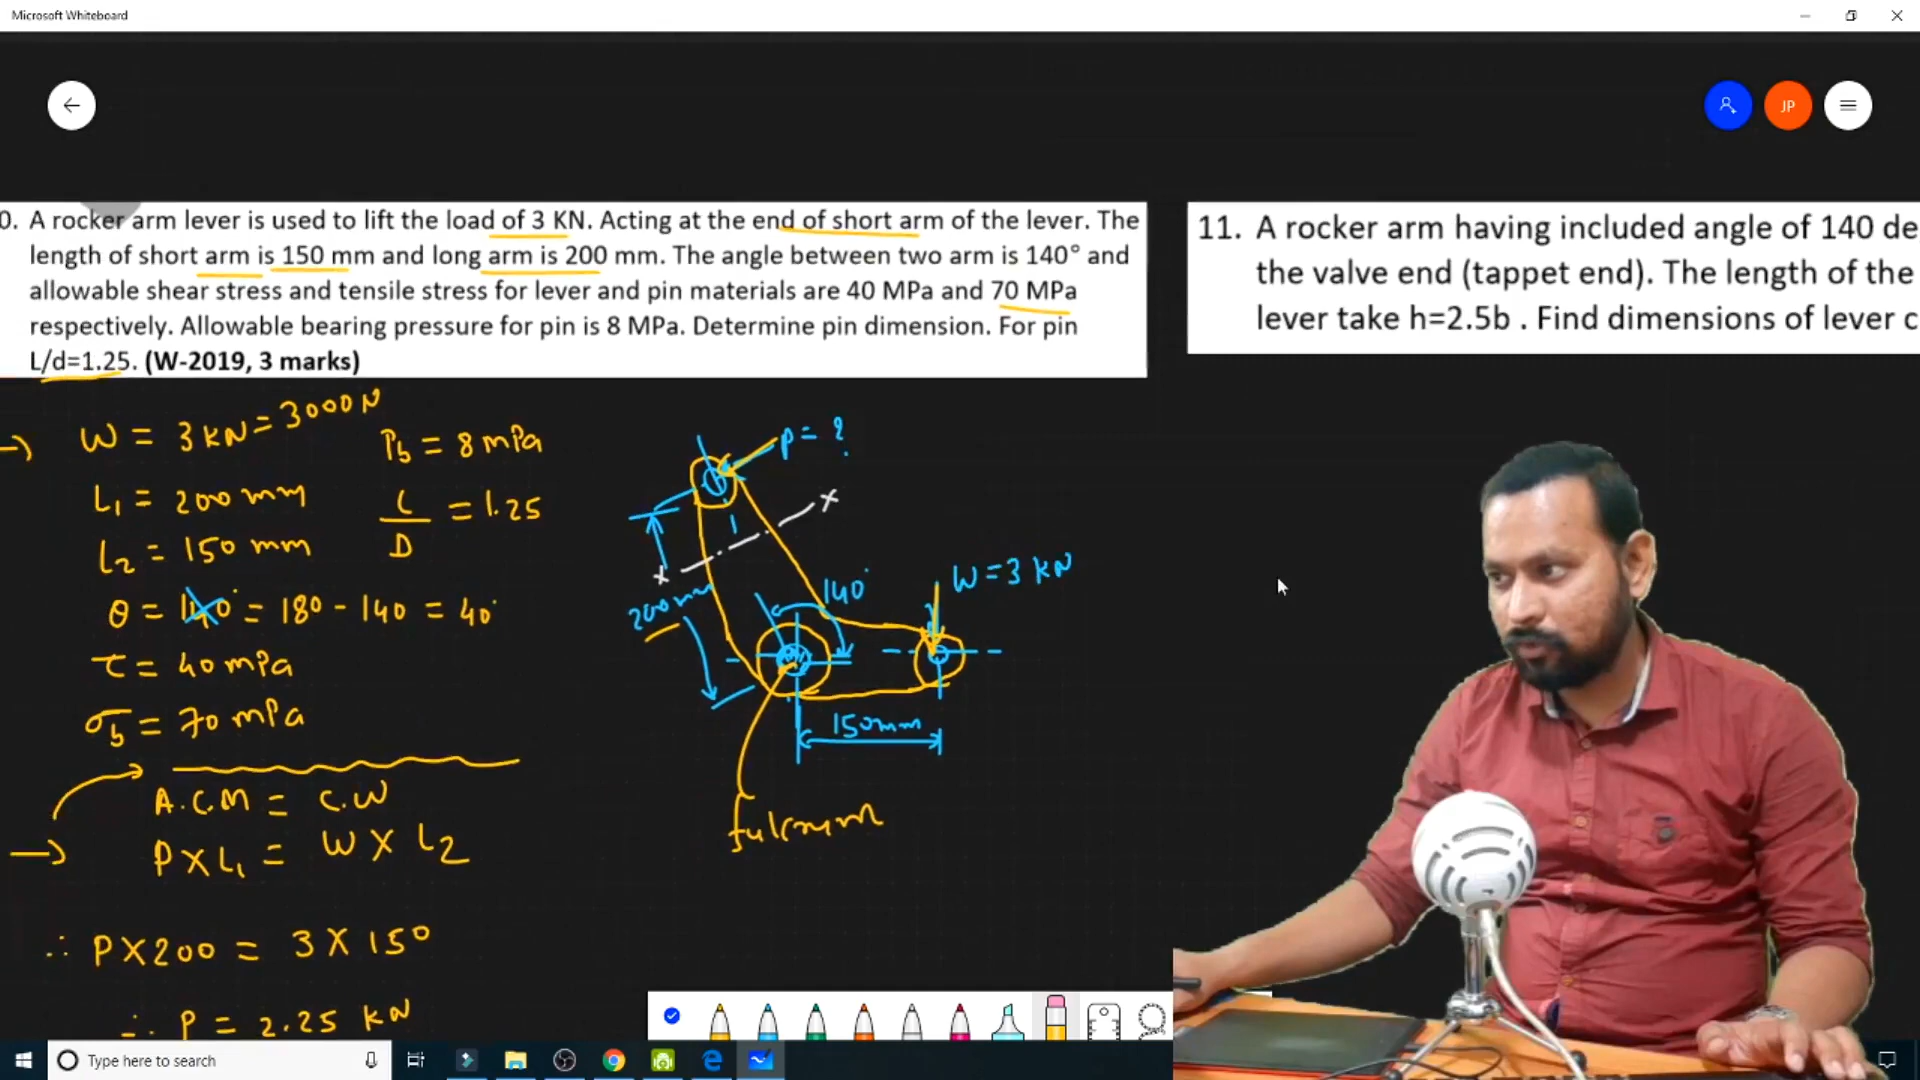 Microsoft Whiteboard
JP
0. A rocker arm lever is used to lift the load of 3 KN. Acting at the end of short arm of the lever. The
length of short arm is 150 mm and long arm is 200 mm. The angle between two arm is 140° and
allowable shear stress and tensile stress for lever and pin materials are 40 MPa and 70 MPa
respectively. Allowable bearing pressure for pin is 8 MPa. Determine pin dimension. For pin
L/d=1.25. (W-2019, 3 marks)
11. A rocker arm having included angle of 140 de
the valve end (tappet end). The length of the
lever take h=2.5b . Find dimensions of lever c
→ W = 3 KN = 3000 N
L₁ = 200 mm
L₂ = 150 mm
θ = 140° = 180 - 140 = 40°
τ = 40 mPa
σb = 70 mPa
Pb = 8 mPa
L/D = 1.25
A.C.M = C.W
→ P X L₁ = W X L₂
∴ P X 200 = 3 X 150
∴ P = 2.25 KN
P = ?
X
X
200 mm
140°
W = 3 KN
150mm
fulcrum
Type here to search